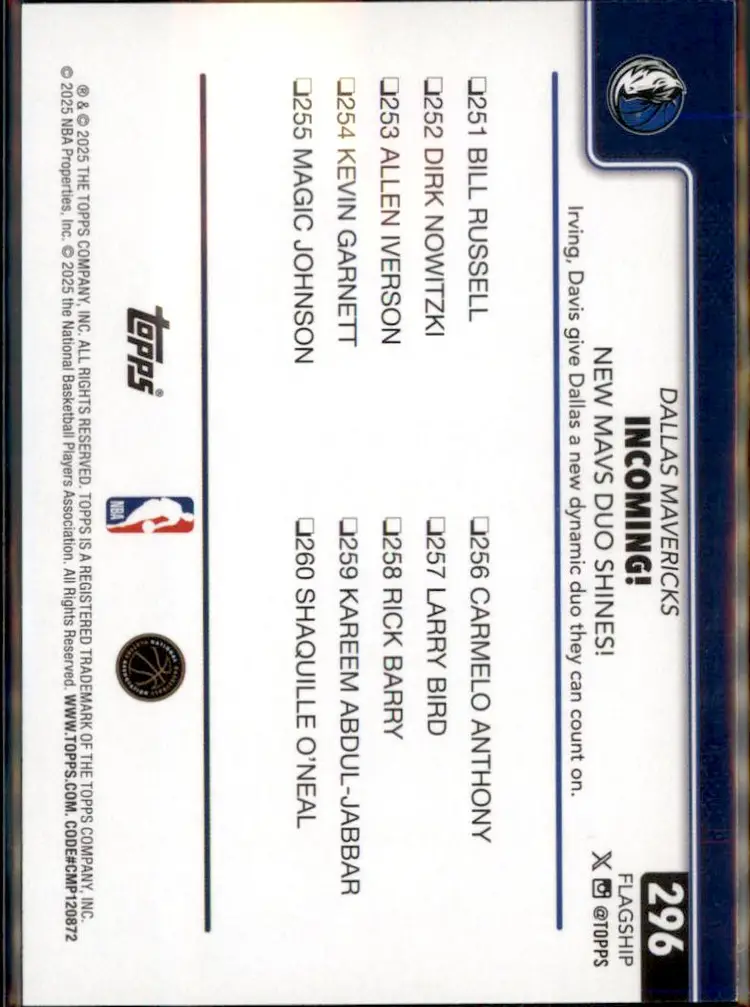 DALLAS MAVERICKS
INCOMING!
NEW MAVS DUO SHINES!
Irving, Davis give Dallas a new dynamic duo they can count on.
296
FLAGSHIP
X @TOPPS
❏251 BILL RUSSELL
❏252 DIRK NOWITZKI
❏253 ALLEN IVERSON
❏254 KEVIN GARNETT
❏255 MAGIC JOHNSON
❏256 CARMELO ANTHONY
❏257 LARRY BIRD
❏258 RICK BARRY
❏259 KAREEM ABDUL-JABBAR
❏260 SHAQUILLE O'NEAL
topps®
NBA
® & © 2025 THE TOPPS COMPANY, INC. ALL RIGHTS RESERVED. TOPPS IS A REGISTERED TRADEMARK OF THE TOPPS COMPANY, INC.
© 2025 NBA Properties, Inc. © 2025 the National Basketball Players Association. All Rights Reserved. WWW.TOPPS.COM. CODE#CMP120872